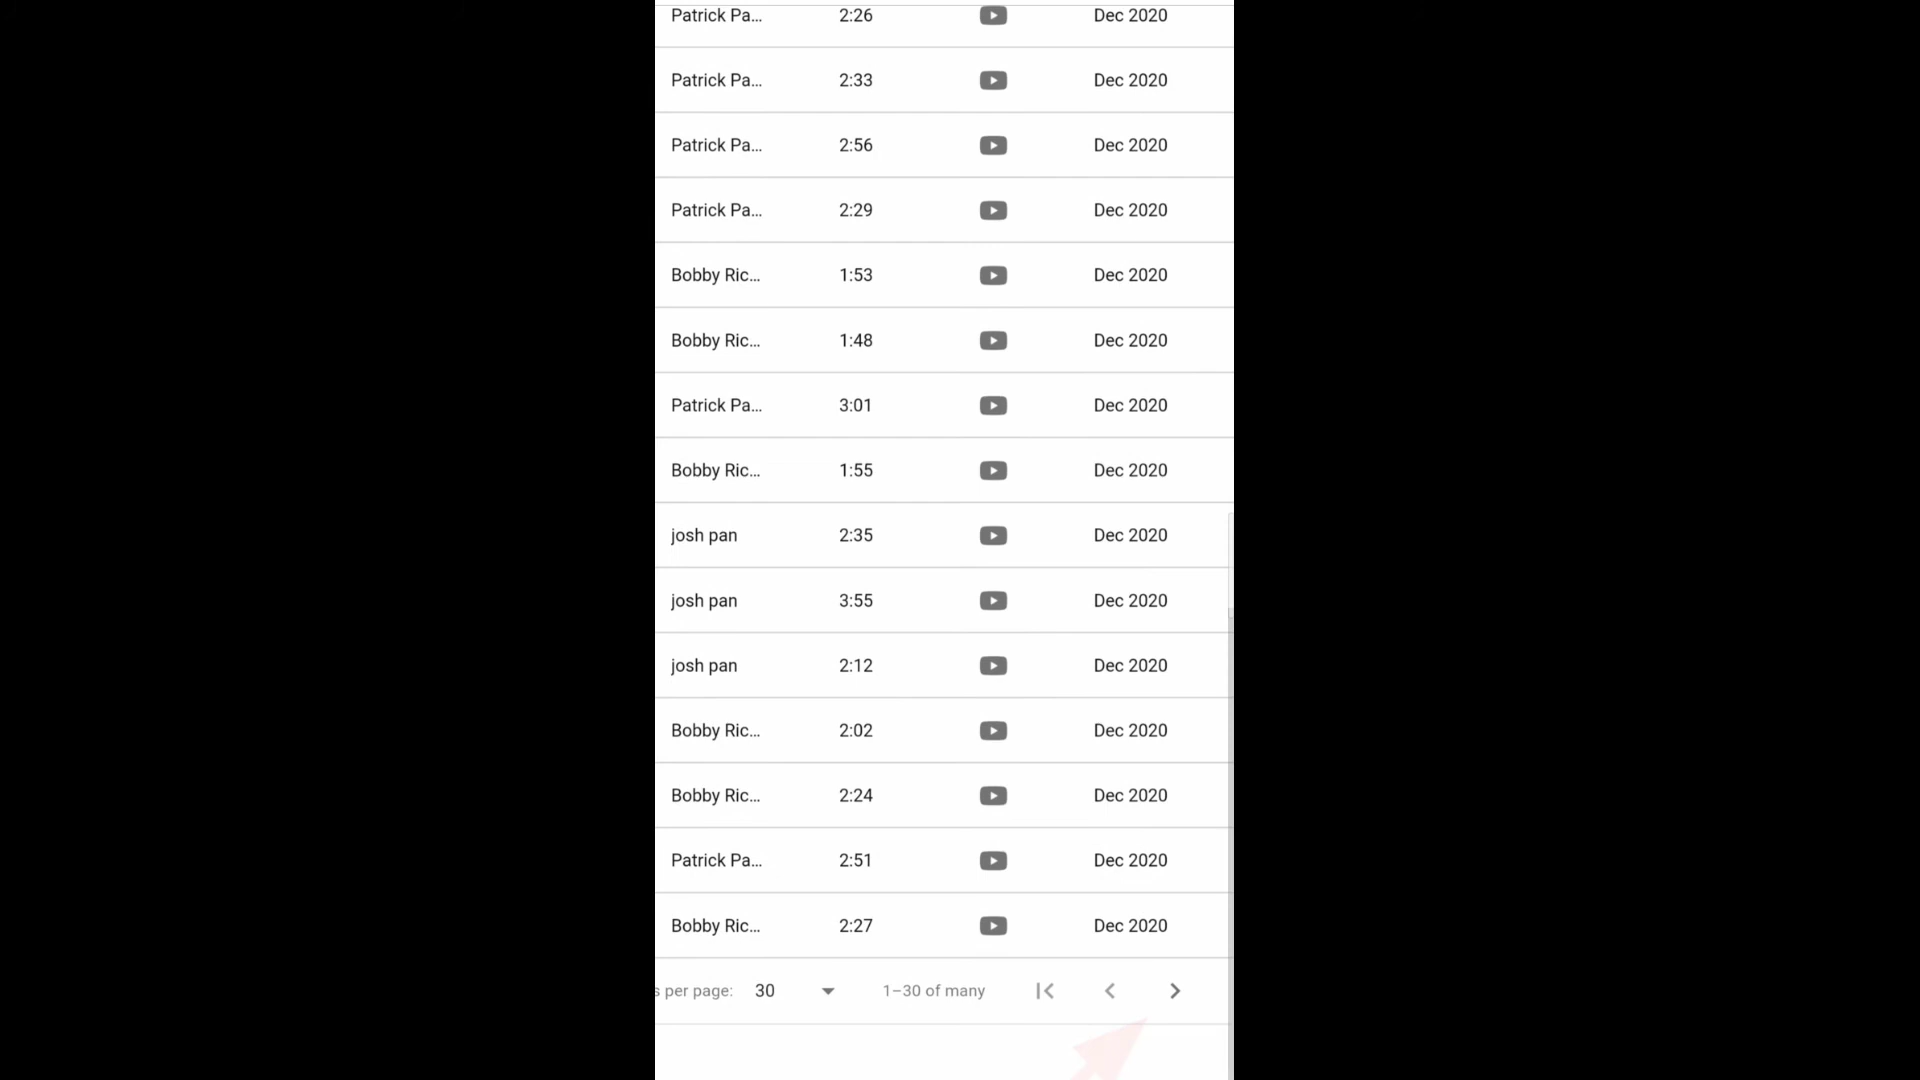 Patrick Pa... 2:26 Dec 2020
Patrick Pa... 2:33 Dec 2020
Patrick Pa... 2:56 Dec 2020
Patrick Pa... 2:29 Dec 2020
Bobby Ric... 1:53 Dec 2020
Bobby Ric... 1:48 Dec 2020
Patrick Pa... 3:01 Dec 2020
Bobby Ric... 1:55 Dec 2020
josh pan 2:35 Dec 2020
josh pan 3:55 Dec 2020
josh pan 2:12 Dec 2020
Bobby Ric... 2:02 Dec 2020
Bobby Ric... 2:24 Dec 2020
Patrick Pa... 2:51 Dec 2020
Bobby Ric... 2:27 Dec 2020
s per page: 30 1–30 of many